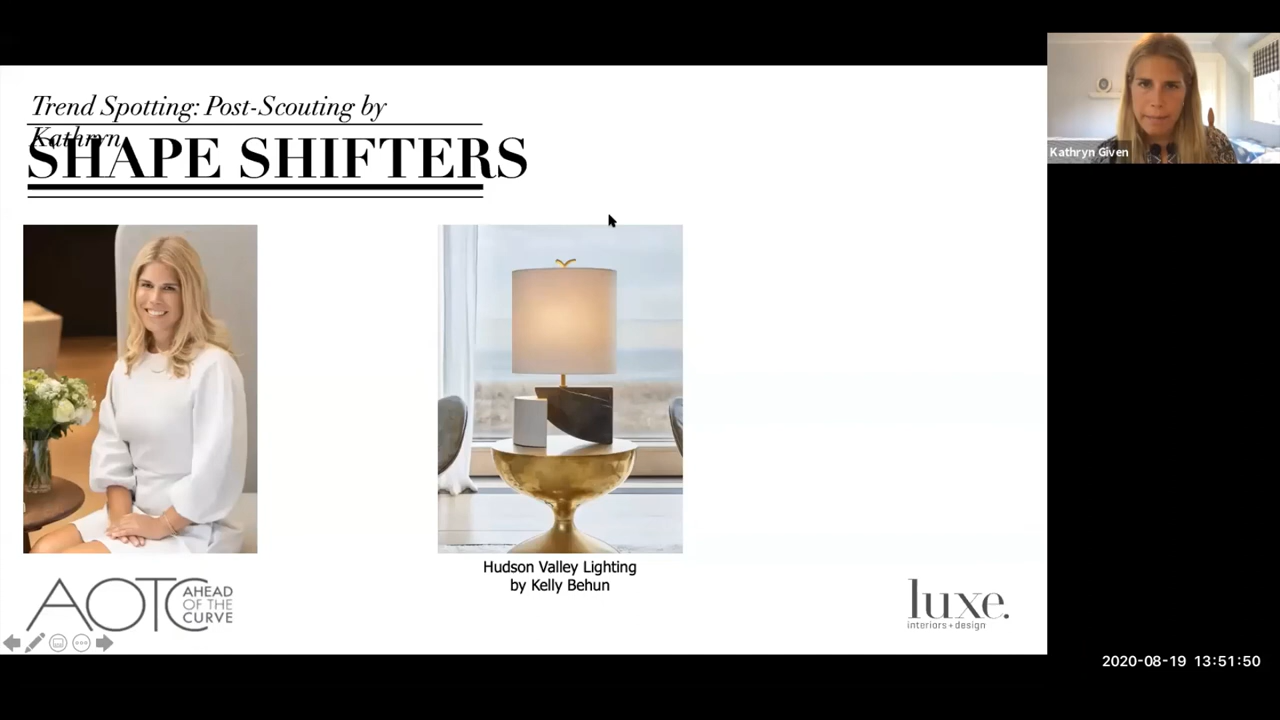 Trend Spotting: Post-Scouting by
Kathryn
SHAPE SHIFTERS
Kathryn Given
Hudson Valley Lighting
by Kelly Behun
AOTC AHEAD
OF THE
CURVE
luxe.
interiors+design
2020-08-19 13:51:50